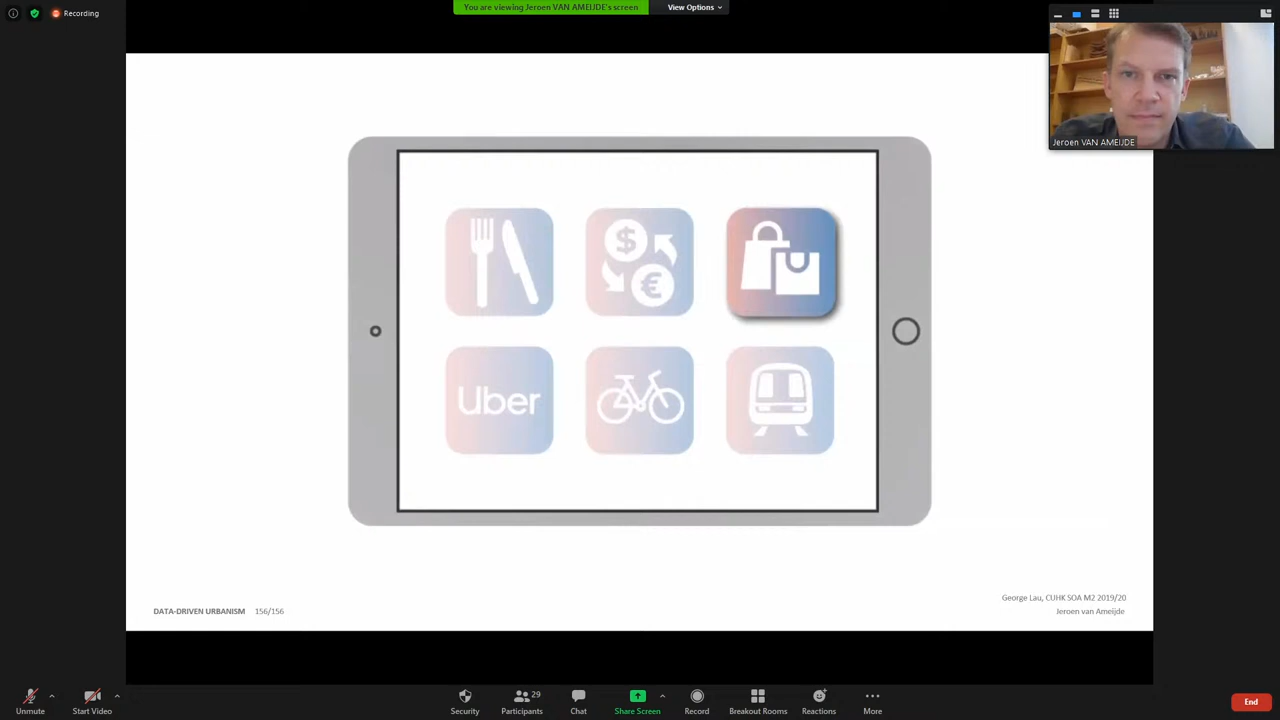 Recording
You are viewing Jeroen VAN AMEIJDE's screen
View Options
Jeroen VAN AMEIJDE
$
€
Uber
DATA-DRIVEN URBANISM 156/156
George Lau, CUHK SOA M2 2019/20
Jeroen van Ameijde
Unmute
Start Video
Security
29
Participants
Chat
Share Screen
Record
Breakout Rooms
Reactions
More
End